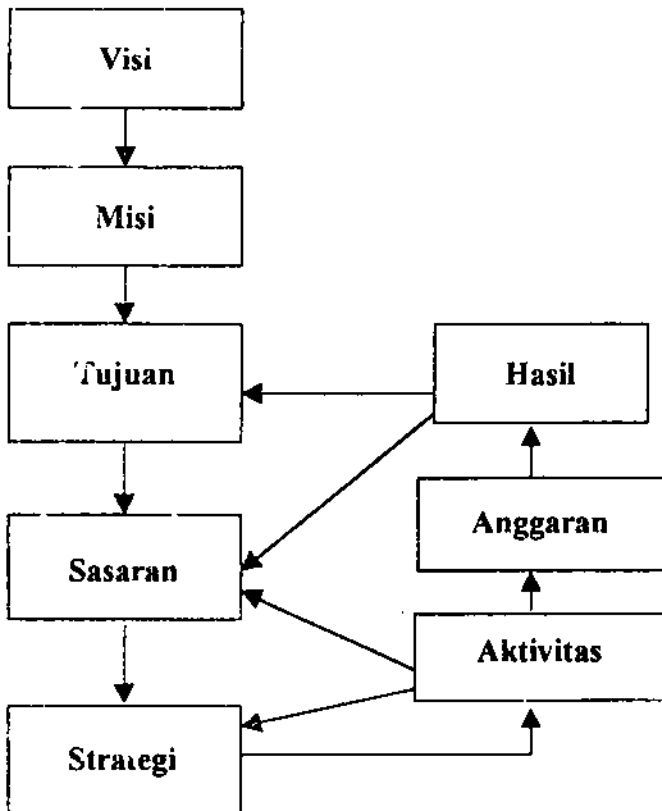 Visi
Misi
Tujuan
Hasil
Anggaran
Sasaran
Aktivitas
Strategi